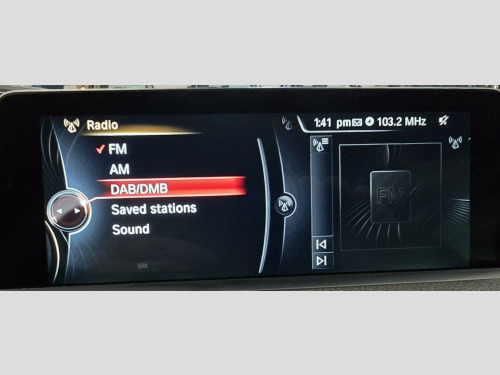 Radio
1:41 pm 103.2 MHz
FM
AM
DAB/DMB
Saved stations
Sound
FM